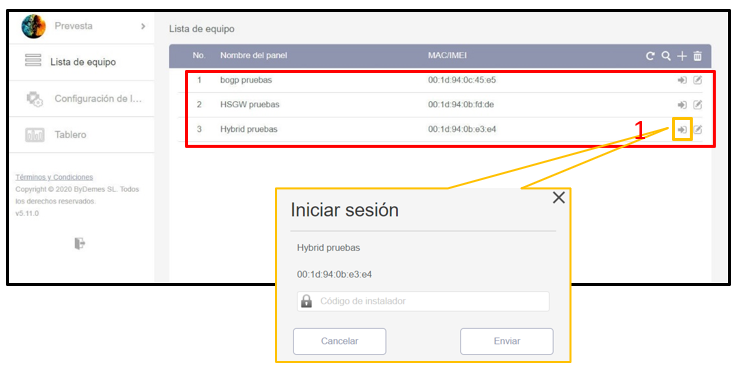 Prevesta
Lista de equipo
Configuración de l...
Tablero
Términos y Condiciones
Copyright © 2020 ByDemes SL. Todos
los derechos reservados.
v5.11.0
Lista de equipo
No. Nombre del panel MAC/IMEI
1 bogp pruebas 00:1d:94:0c:45:e5
2 HSGW pruebas 00:1d:94:0b:fd:de
3 Hybrid pruebas 00:1d:94:0b:e3:e4
1
Iniciar sesión
Hybrid pruebas
00:1d:94:0b:e3:e4
Código de instalador
Cancelar Enviar